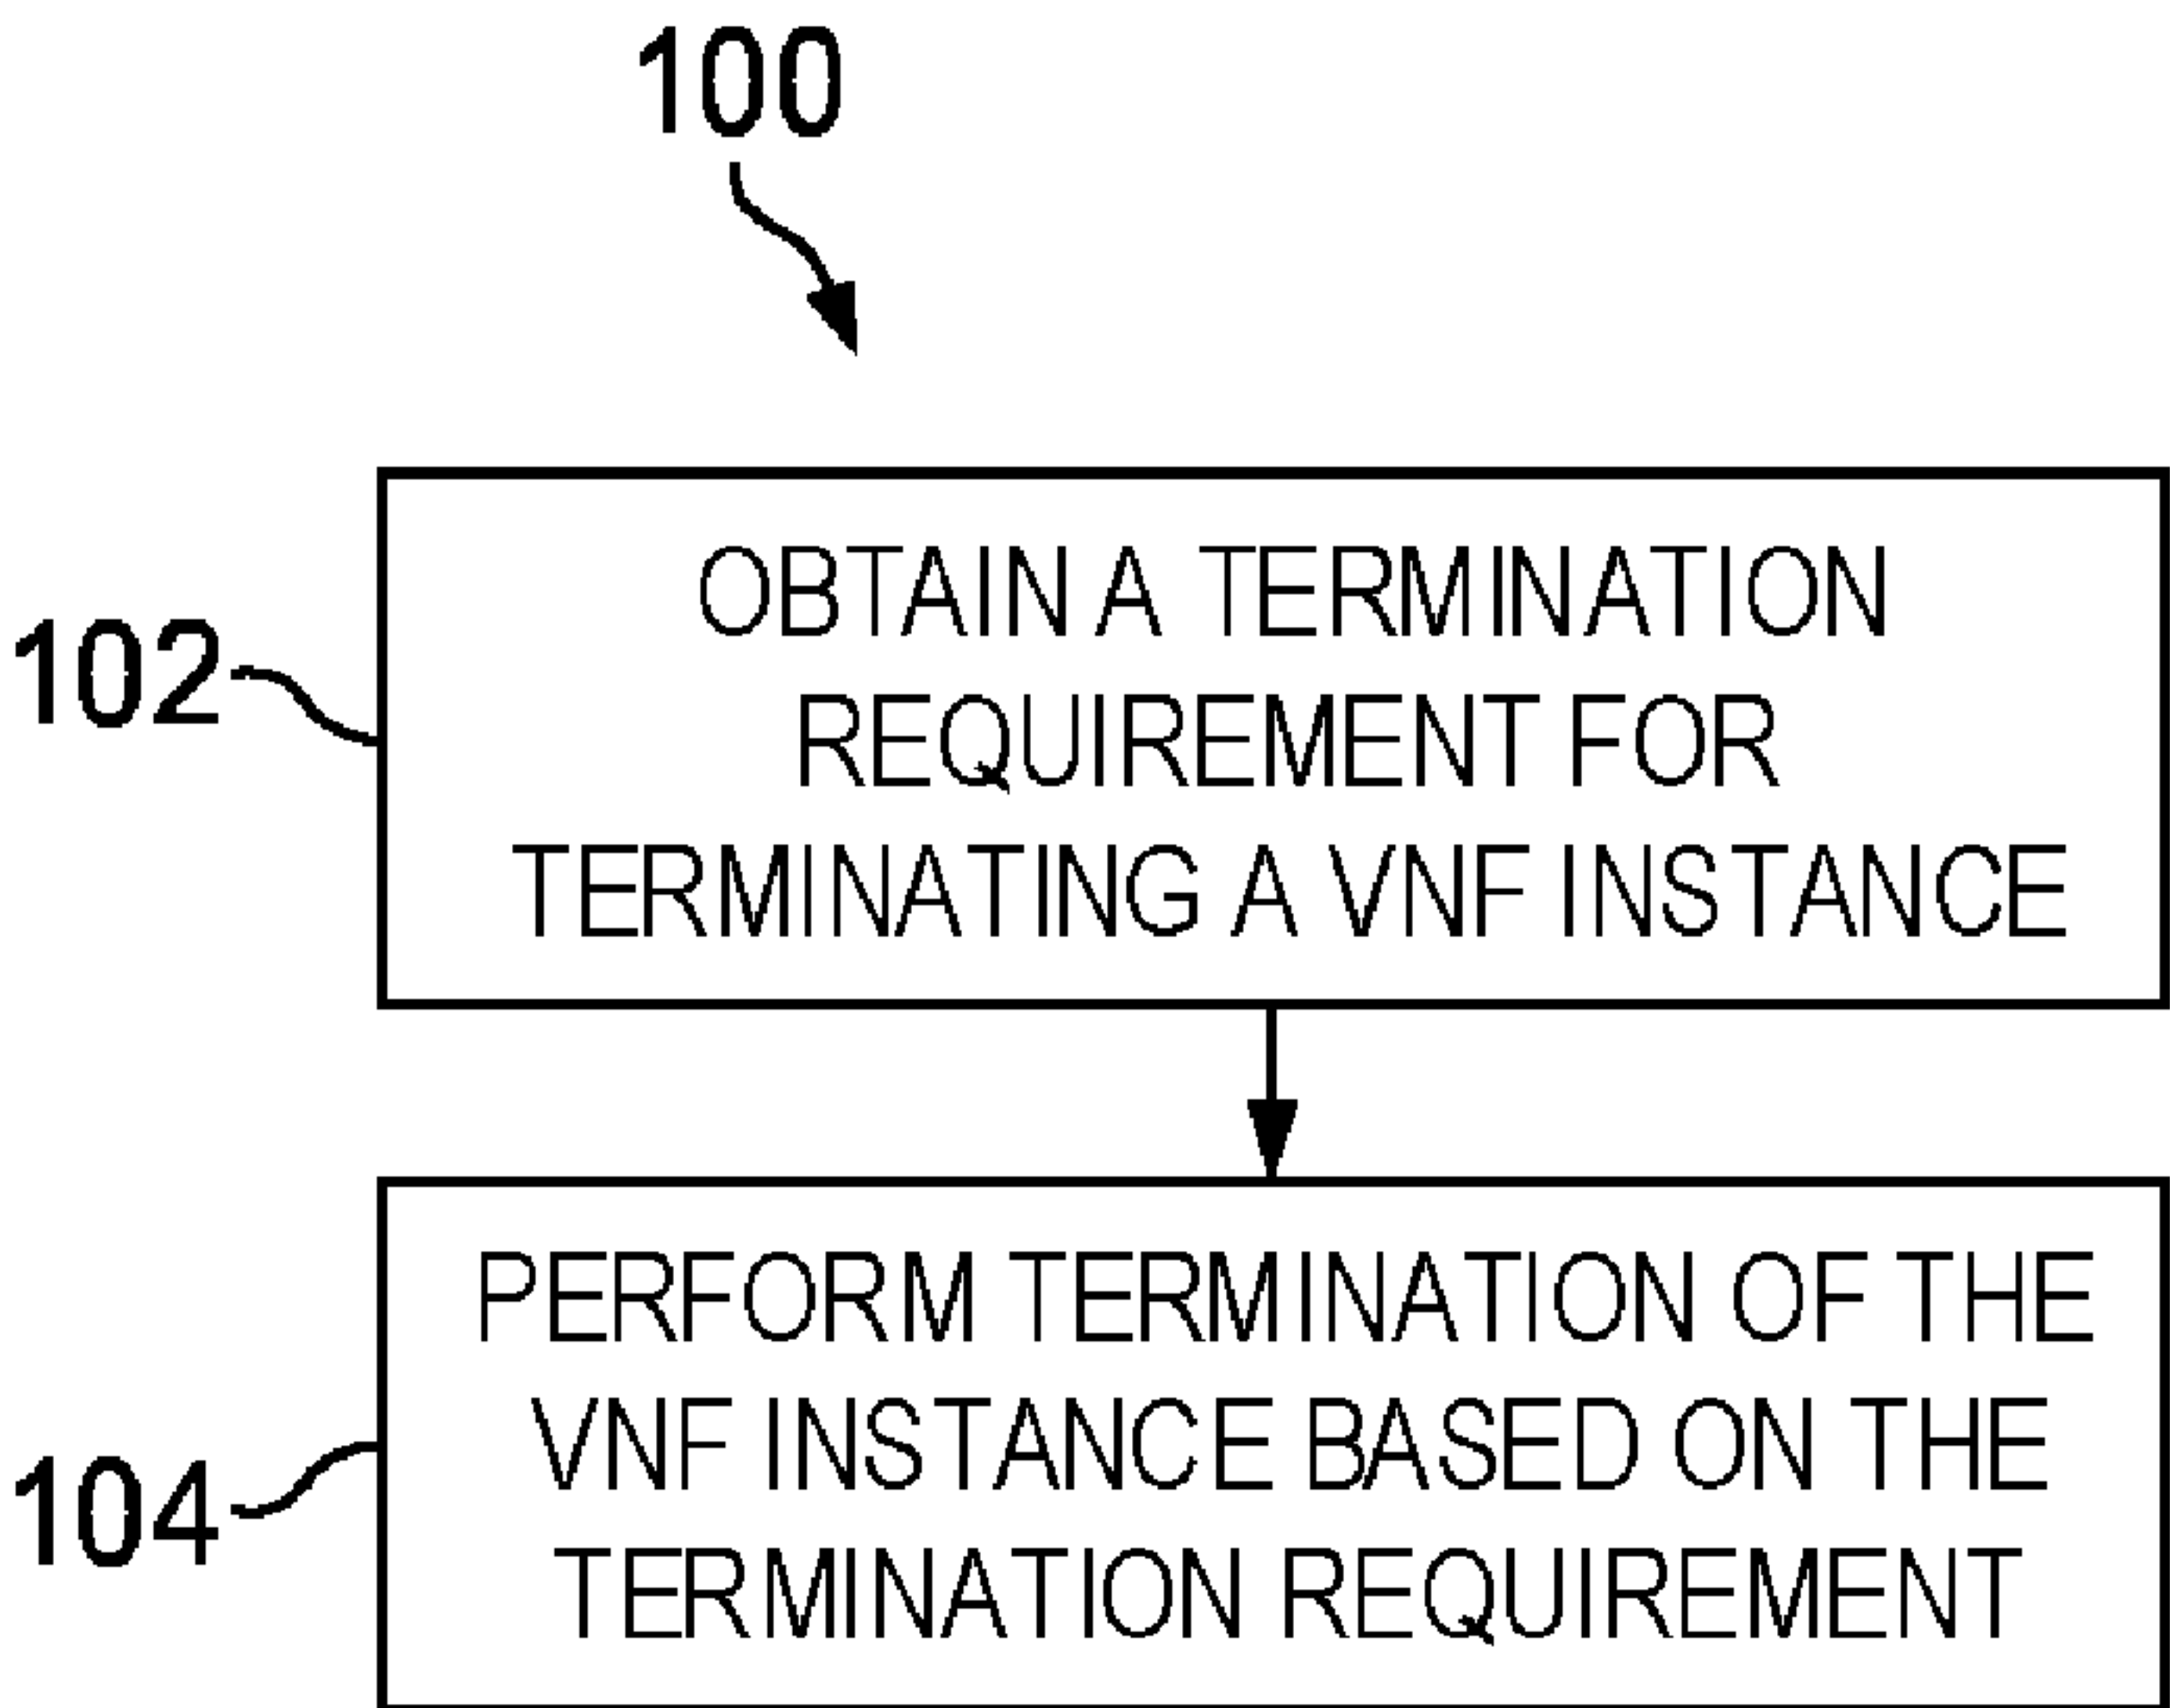 100
102
OBTAIN A TERMINATION
REQUIREMENT FOR
TERMINATING A VNF INSTANCE
104
PERFORM TERMINATION OF THE
VNF INSTANCE BASED ON THE
TERMINATION REQUIREMENT